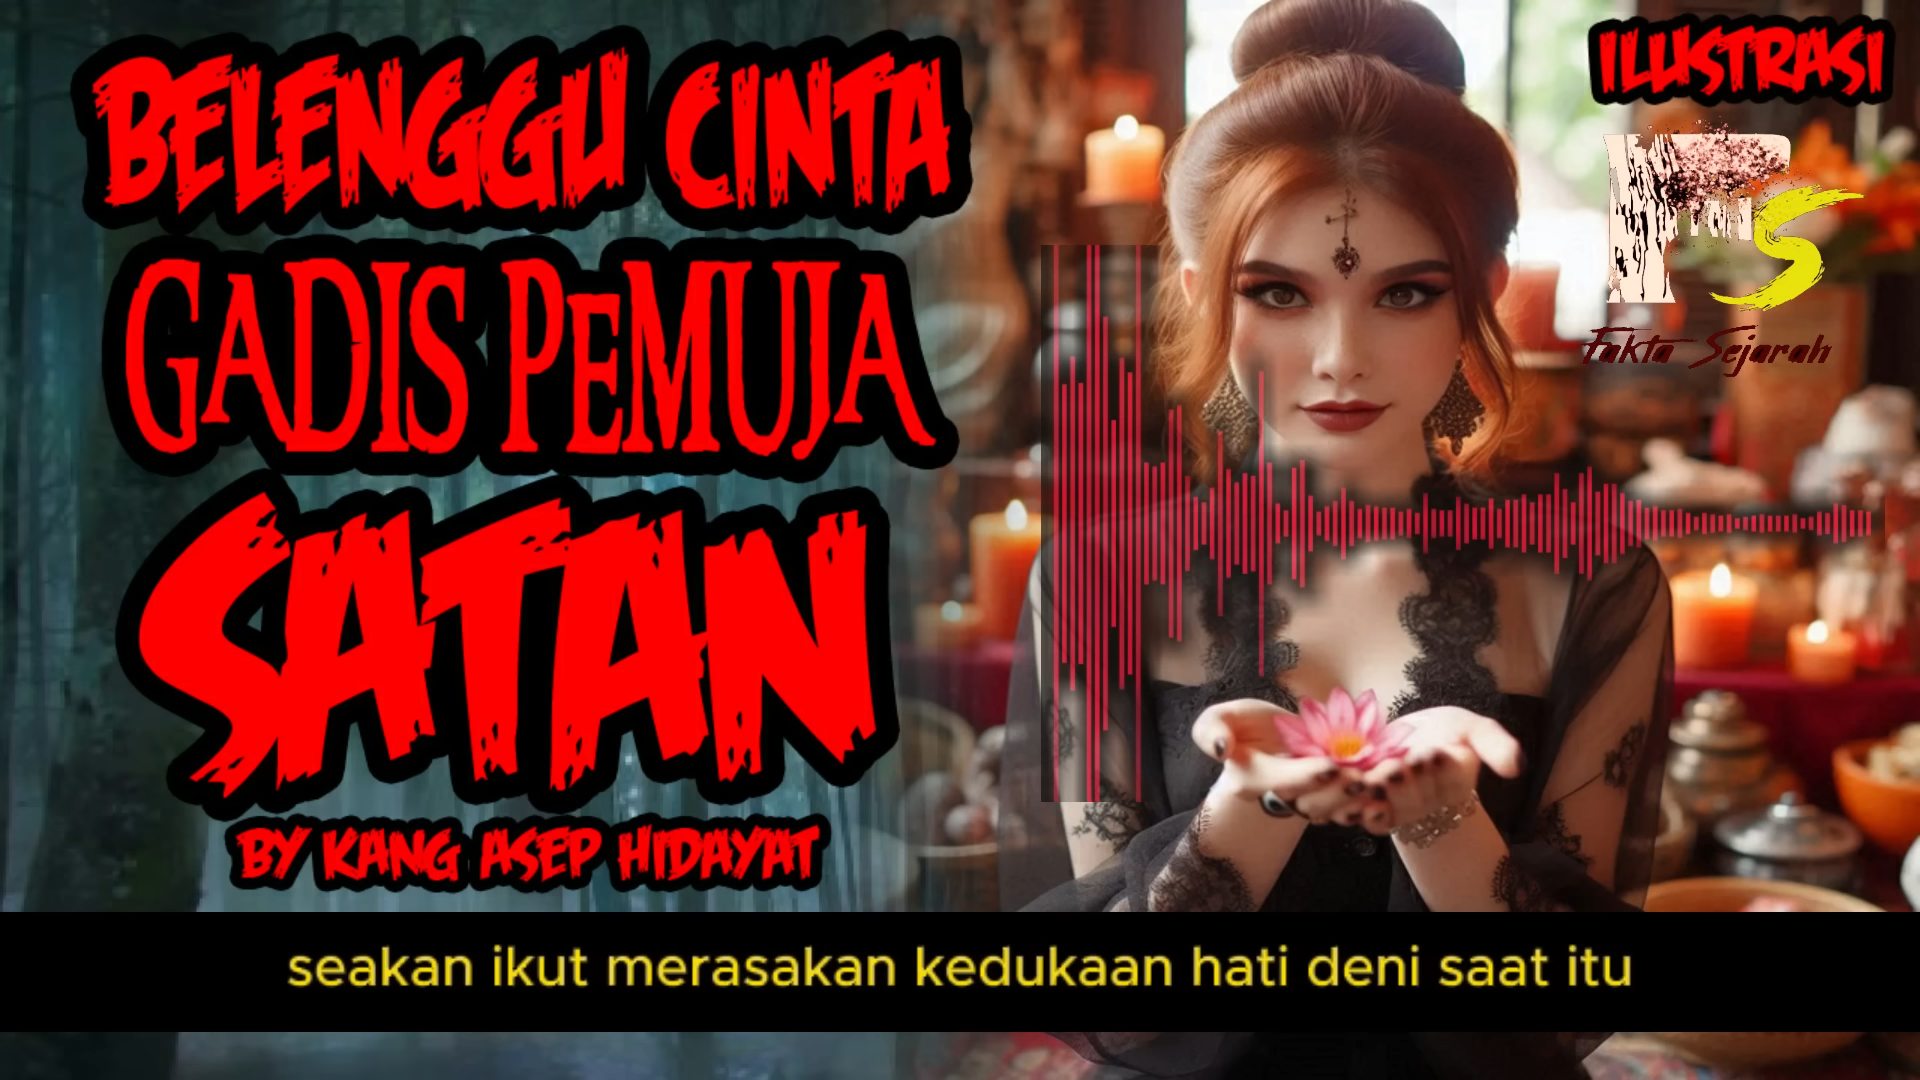 BELENGGU CINTA
GADIS PEMUJA
SATAN
BY KANG ASEP HIDAYAT
ILUSTRASI
FS
Fakta Sejarah
seakan ikut merasakan kedukaan hati deni saat itu